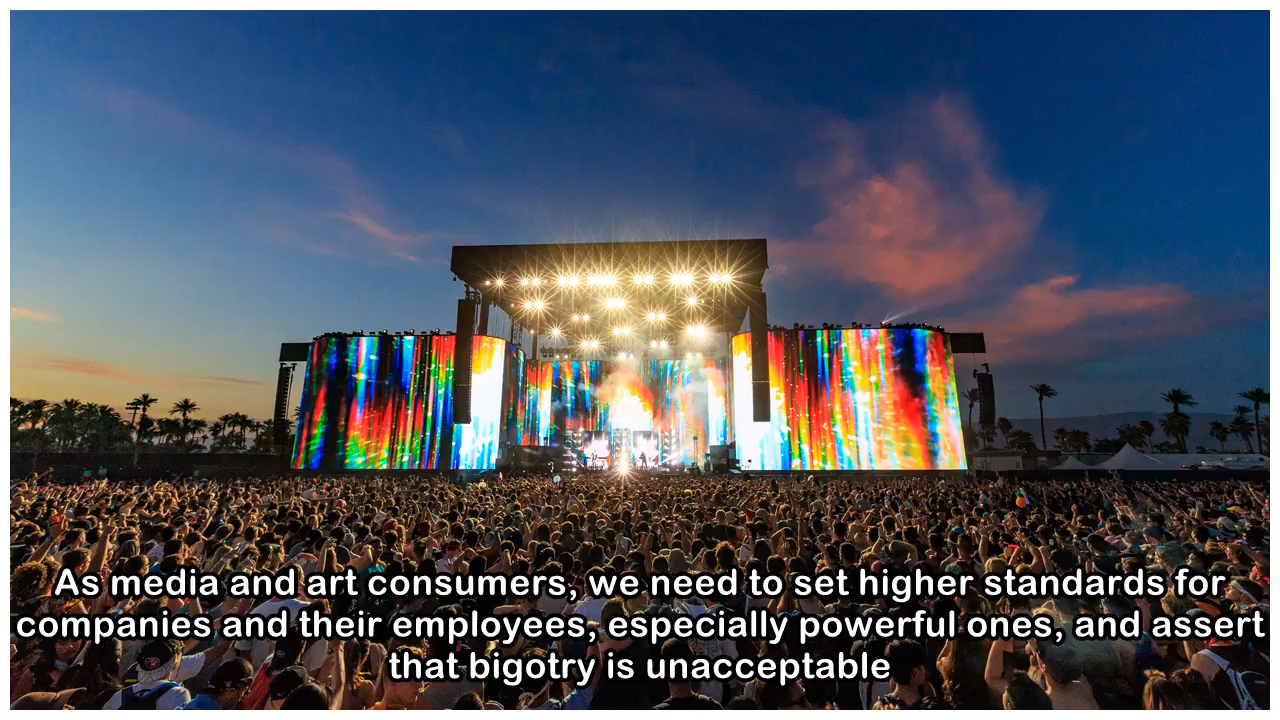 As media and art consumers, we need to set higher standards for
companies and their employees, especially powerful ones, and assert
that bigotry is unacceptable